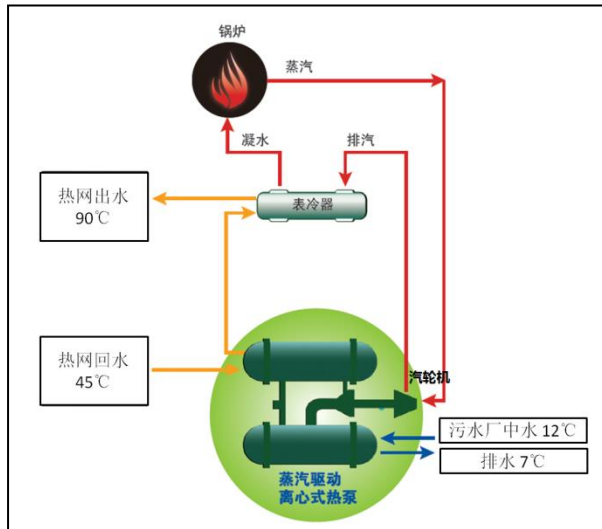 锅炉
蒸汽
凝水
排汽
热网出水
90℃
表冷器
热网回水
45℃
汽轮机
污水厂中水 12℃
排水 7℃
蒸汽驱动
离心式热泵